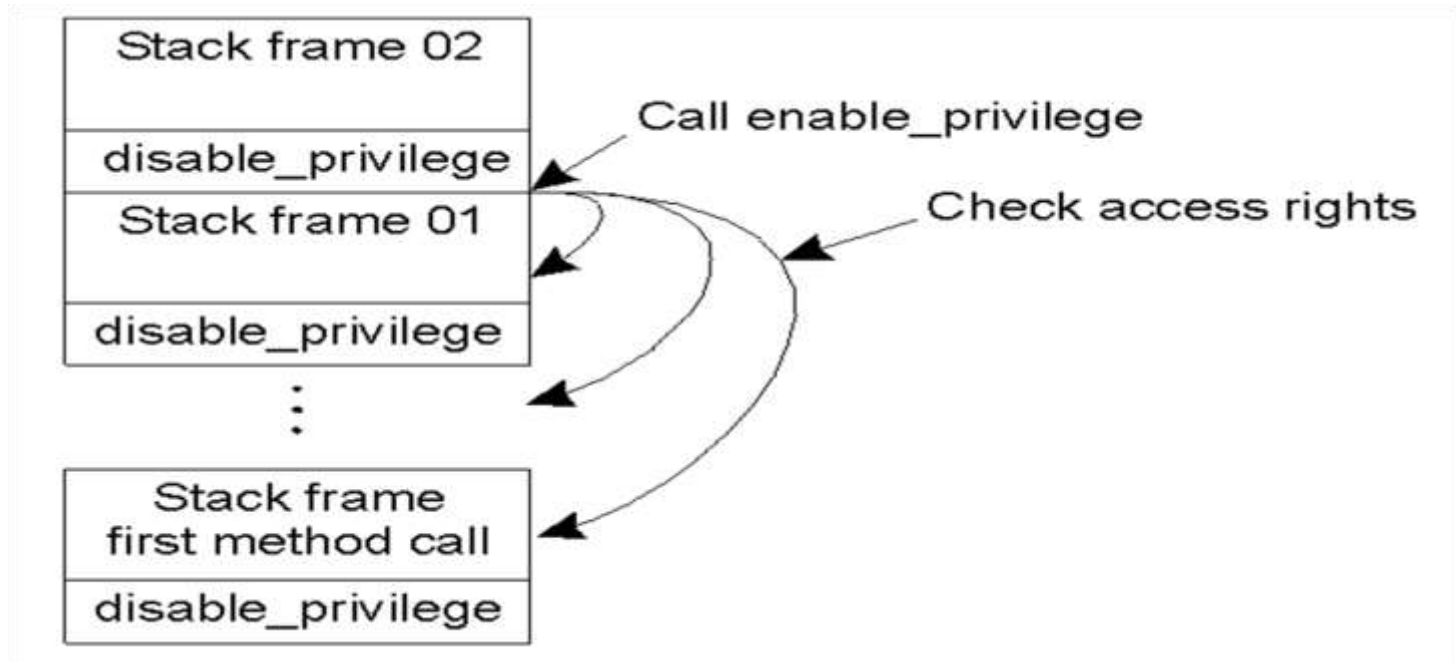 Stack frame 02
disable_privilege
Call enable_privilege
Stack frame 01
Check access rights
disable_privilege
Stack frame
first method call
disable_privilege